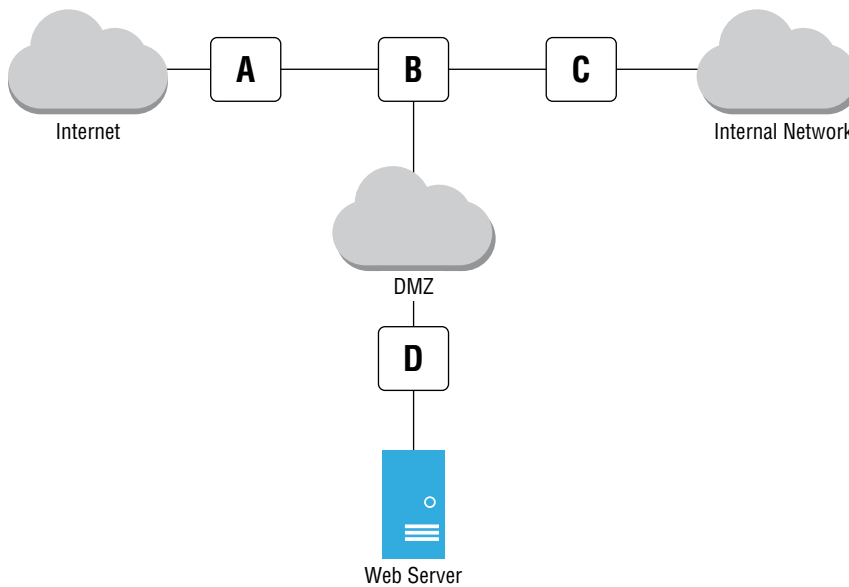 A
B
C
Internet
Internal Network
DMZ
D
Web Server